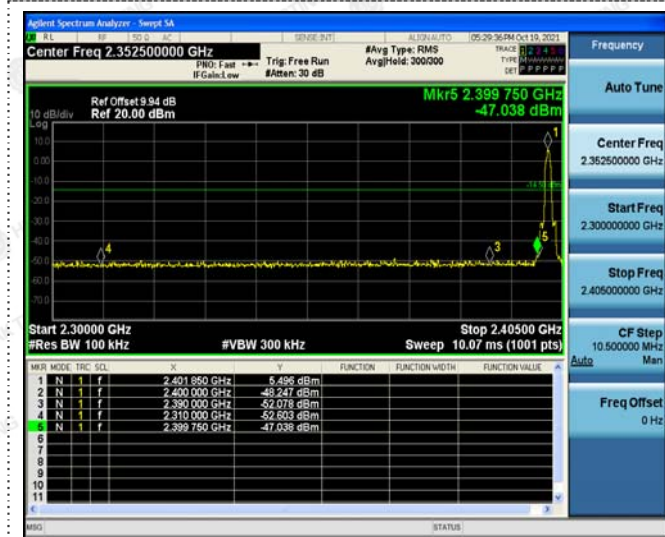 Agilent Spectrum Analyzer - Swept SA
RL RF 50 Ω AC SENSE:INT ALIGN AUTO 05:29:36 PM Oct 19, 2021
Center Freq 2.352500000 GHz
PNO: Fast
IFGain:Low
Trig: Free Run
#Atten: 30 dB
#Avg Type: RMS
Avg|Hold: 300/300
TRACE 1 2 3 4 5 6
TYPE MWWWWW
DET P P P P P P
Ref Offset 9.94 dB
10 dB/div Ref 20.00 dBm
Log
Mkr5 2.399 750 GHz
-47.038 dBm
10.0
0.00
-10.0
-20.0
-30.0
-40.0
-50.0
-60.0
-70.0
1
4
3
5
Start 2.30000 GHz Stop 2.40500 GHz
#Res BW 100 kHz #VBW 300 kHz Sweep 10.07 ms (1001 pts)
MKR MODE TRC SCL X Y FUNCTION FUNCTION WIDTH FUNCTION VALUE
1 N 1 f 2.401 850 GHz 5.496 dBm
2 N 1 f 2.400 000 GHz -48.247 dBm
3 N 1 f 2.390 000 GHz -52.078 dBm
4 N 1 f 2.310 000 GHz -52.603 dBm
5 N 1 f 2.399 750 GHz -47.038 dBm
6
7
8
9
10
11
MSG STATUS
Frequency
Auto Tune
Center Freq
2.352500000 GHz
Start Freq
2.300000000 GHz
Stop Freq
2.405000000 GHz
CF Step
10.500000 MHz
Auto Man
Freq Offset
0 Hz